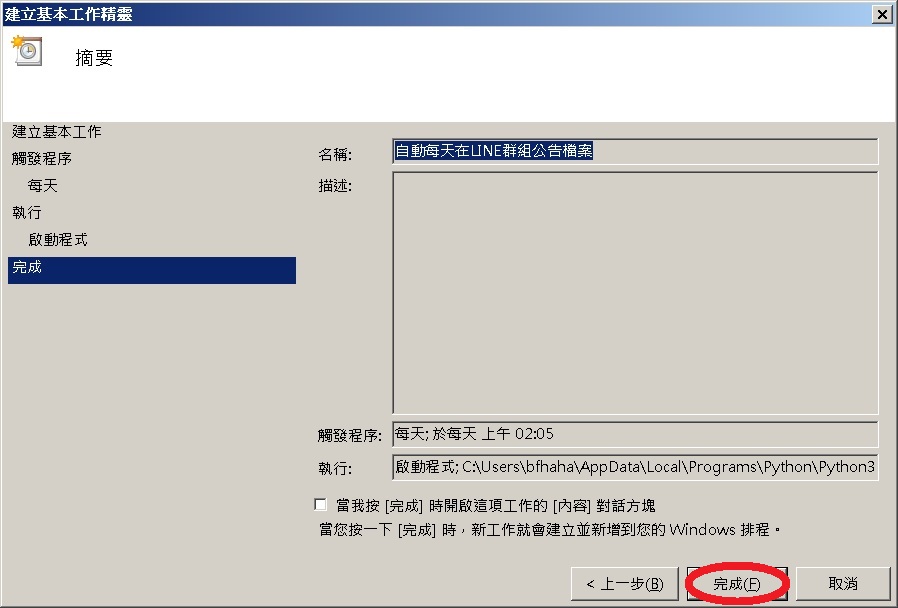 建立基本工作精靈
摘要
建立基本工作
觸發程序
每天
執行
啟動程式
完成
名稱: 自動每天在LINE群組公告檔案
描述:
觸發程序: 每天; 於每天 上午 02:05
執行: 啟動程式; C:\Users\bfhaha\AppData\Local\Programs\Python\Python3
當我按 [完成] 時開啟這項工作的 [內容] 對話方塊
當您按一下 [完成] 時，新工作就會建立並新增到您的 Windows 排程。
< 上一步(B) 完成(F) 取消